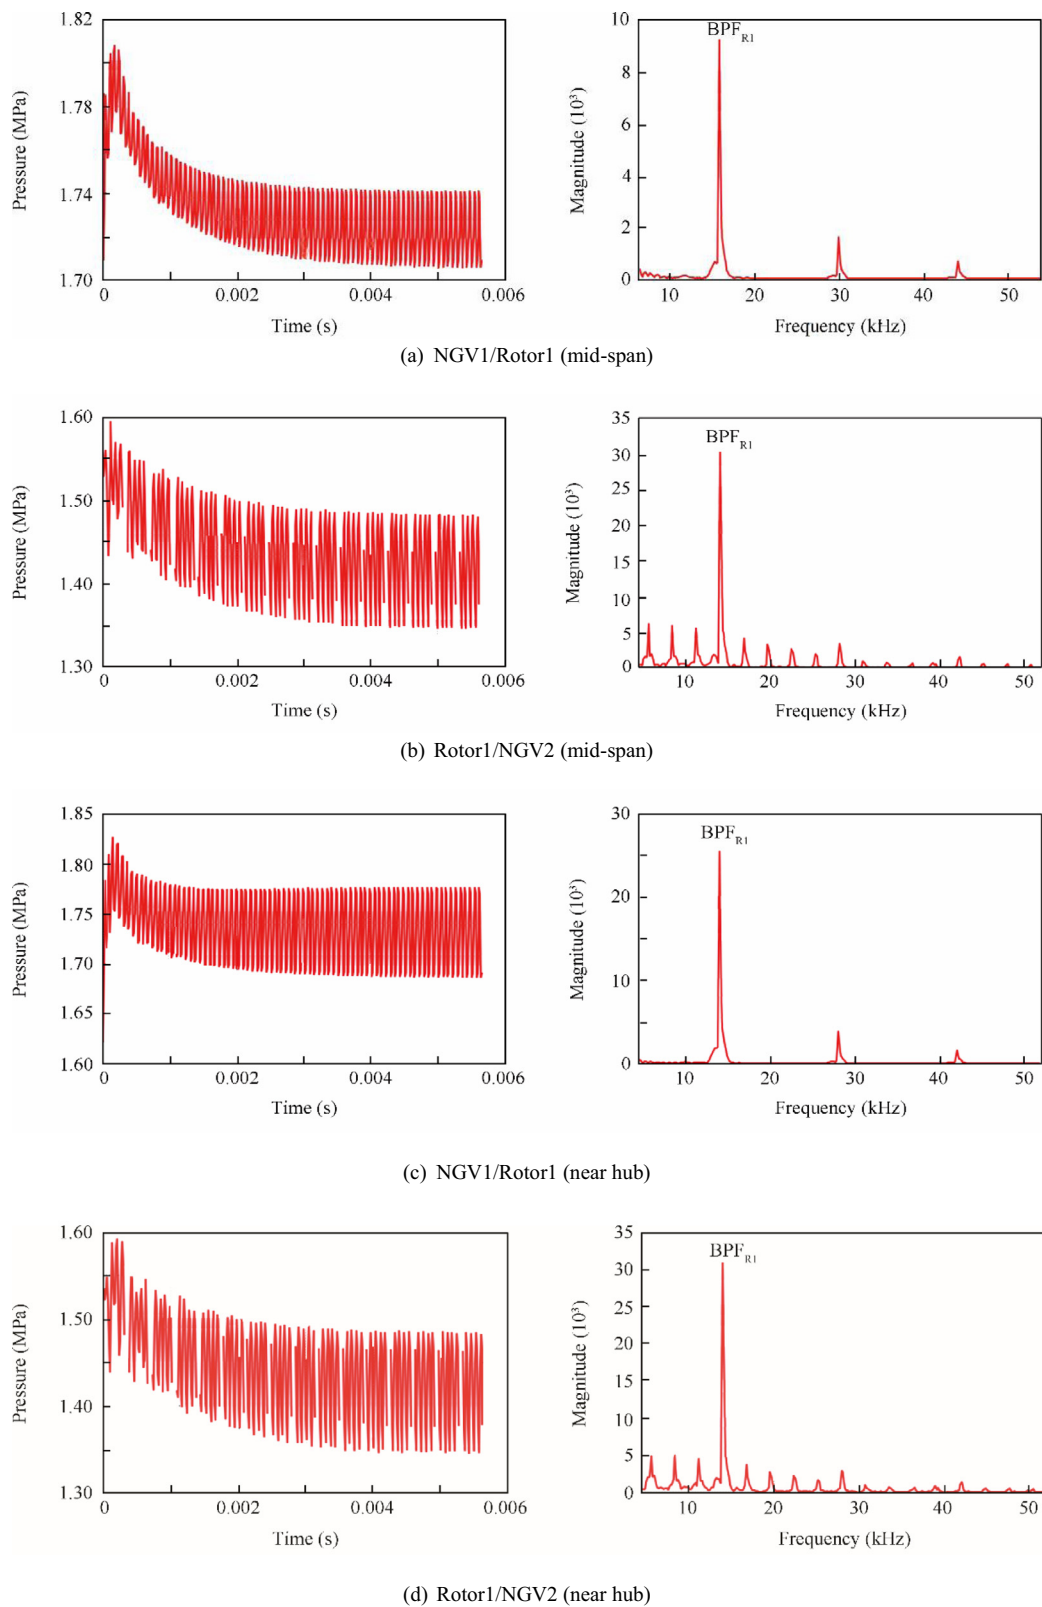 1.82
1.78
1.74
1.70
Pressure (MPa)
0 0.002 0.004 0.006
Time (s)
10
8
6
4
2
0
Magnitude (10³)
BPF_R1
10 20 30 40 50
Frequency (kHz)
(a) NGV1/Rotor1 (mid-span)
1.60
1.50
1.40
1.30
Pressure (MPa)
0 0.002 0.004 0.006
Time (s)
35
30
25
20
15
10
5
0
Magnitude (10³)
BPF_R1
10 20 30 40 50
Frequency (kHz)
(b) Rotor1/NGV2 (mid-span)
1.85
1.80
1.75
1.70
1.65
1.60
Pressure (MPa)
0 0.002 0.004 0.006
Time (s)
30
20
10
0
Magnitude (10³)
BPF_R1
10 20 30 40 50
Frequency (kHz)
(c) NGV1/Rotor1 (near hub)
1.60
1.50
1.40
1.30
Pressure (MPa)
0 0.002 0.004 0.006
Time (s)
35
30
25
20
15
10
5
0
Magnitude (10³)
BPF_R1
10 20 30 40 50
Frequency (kHz)
(d) Rotor1/NGV2 (near hub)